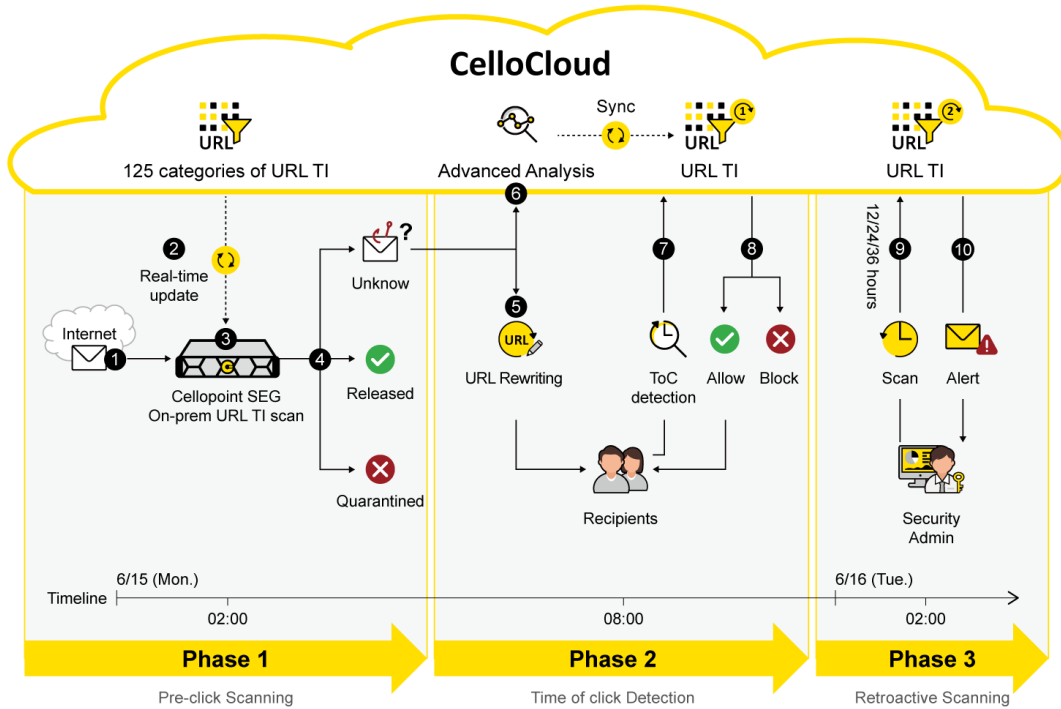 CelloCloud
URL
125 categories of URL TI
Advanced Analysis
Sync
1
URL
URL TI
2
URL
URL TI
2
Real-time
update
Internet
1
3
Cellopoint SEG
On-prem URL TI scan
4
?
Unknow
Released
Quarantined
6
5
URL
URL Rewriting
7
ToC
detection
8
Allow
Block
Recipients
12/24/36 hours
9
10
Scan
Alert
Security
Admin
Timeline
6/15 (Mon.)
02:00
08:00
6/16 (Tue.)
02:00
Phase 1
Phase 2
Phase 3
Pre-click Scanning
Time of click Detection
Retroactive Scanning